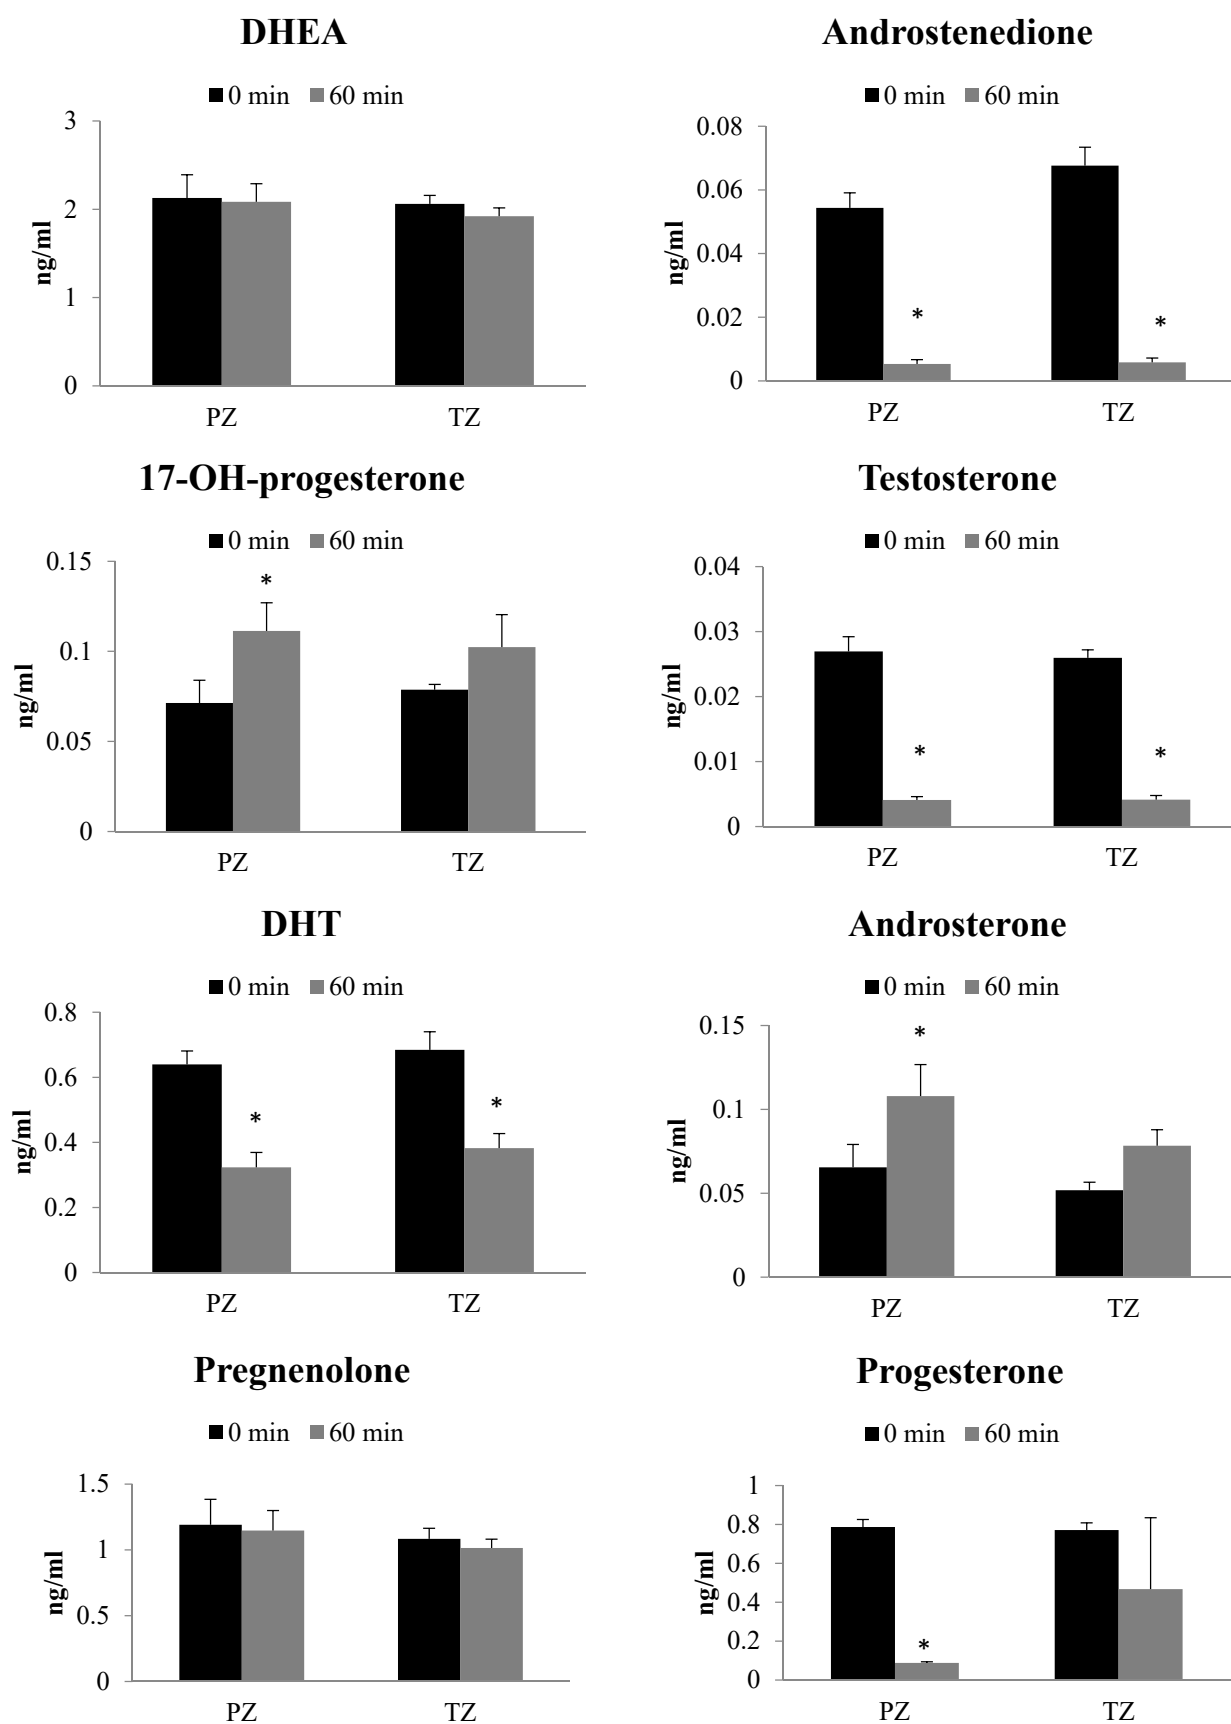 DHEA
■ 0 min ■ 60 min
3
2
1
0
ng/ml
PZ TZ
Androstenedione
■ 0 min ■ 60 min
0.08
0.06
0.04
0.02
0
ng/ml
* *
PZ TZ
17-OH-progesterone
■ 0 min ■ 60 min
0.15
0.1
0.05
0
ng/ml
*
PZ TZ
Testosterone
■ 0 min ■ 60 min
0.04
0.03
0.02
0.01
0
ng/ml
* *
PZ TZ
DHT
■ 0 min ■ 60 min
0.8
0.6
0.4
0.2
0
ng/ml
* *
PZ TZ
Androsterone
■ 0 min ■ 60 min
0.15
0.1
0.05
0
ng/ml
*
PZ TZ
Pregnenolone
■ 0 min ■ 60 min
1.5
1
0.5
0
ng/ml
PZ TZ
Progesterone
■ 0 min ■ 60 min
1
0.8
0.6
0.4
0.2
0
ng/ml
*
PZ TZ